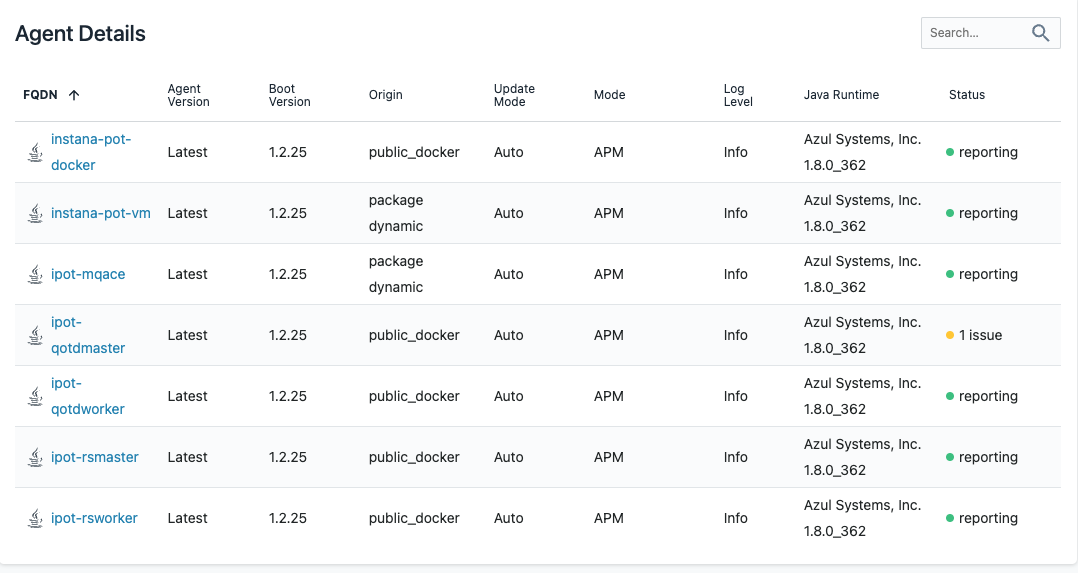 Agent Details
Search...
FQDN Agent Version Boot Version Origin Update Mode Mode Log Level Java Runtime Status
instana-pot-docker Latest 1.2.25 public_docker Auto APM Info Azul Systems, Inc. 1.8.0_362 reporting
instana-pot-vm Latest 1.2.25 package dynamic Auto APM Info Azul Systems, Inc. 1.8.0_362 reporting
ipot-mqace Latest 1.2.25 package dynamic Auto APM Info Azul Systems, Inc. 1.8.0_362 reporting
ipot-qotdmaster Latest 1.2.25 public_docker Auto APM Info Azul Systems, Inc. 1.8.0_362 1 issue
ipot-qotdworker Latest 1.2.25 public_docker Auto APM Info Azul Systems, Inc. 1.8.0_362 reporting
ipot-rsmaster Latest 1.2.25 public_docker Auto APM Info Azul Systems, Inc. 1.8.0_362 reporting
ipot-rsworker Latest 1.2.25 public_docker Auto APM Info Azul Systems, Inc. 1.8.0_362 reporting